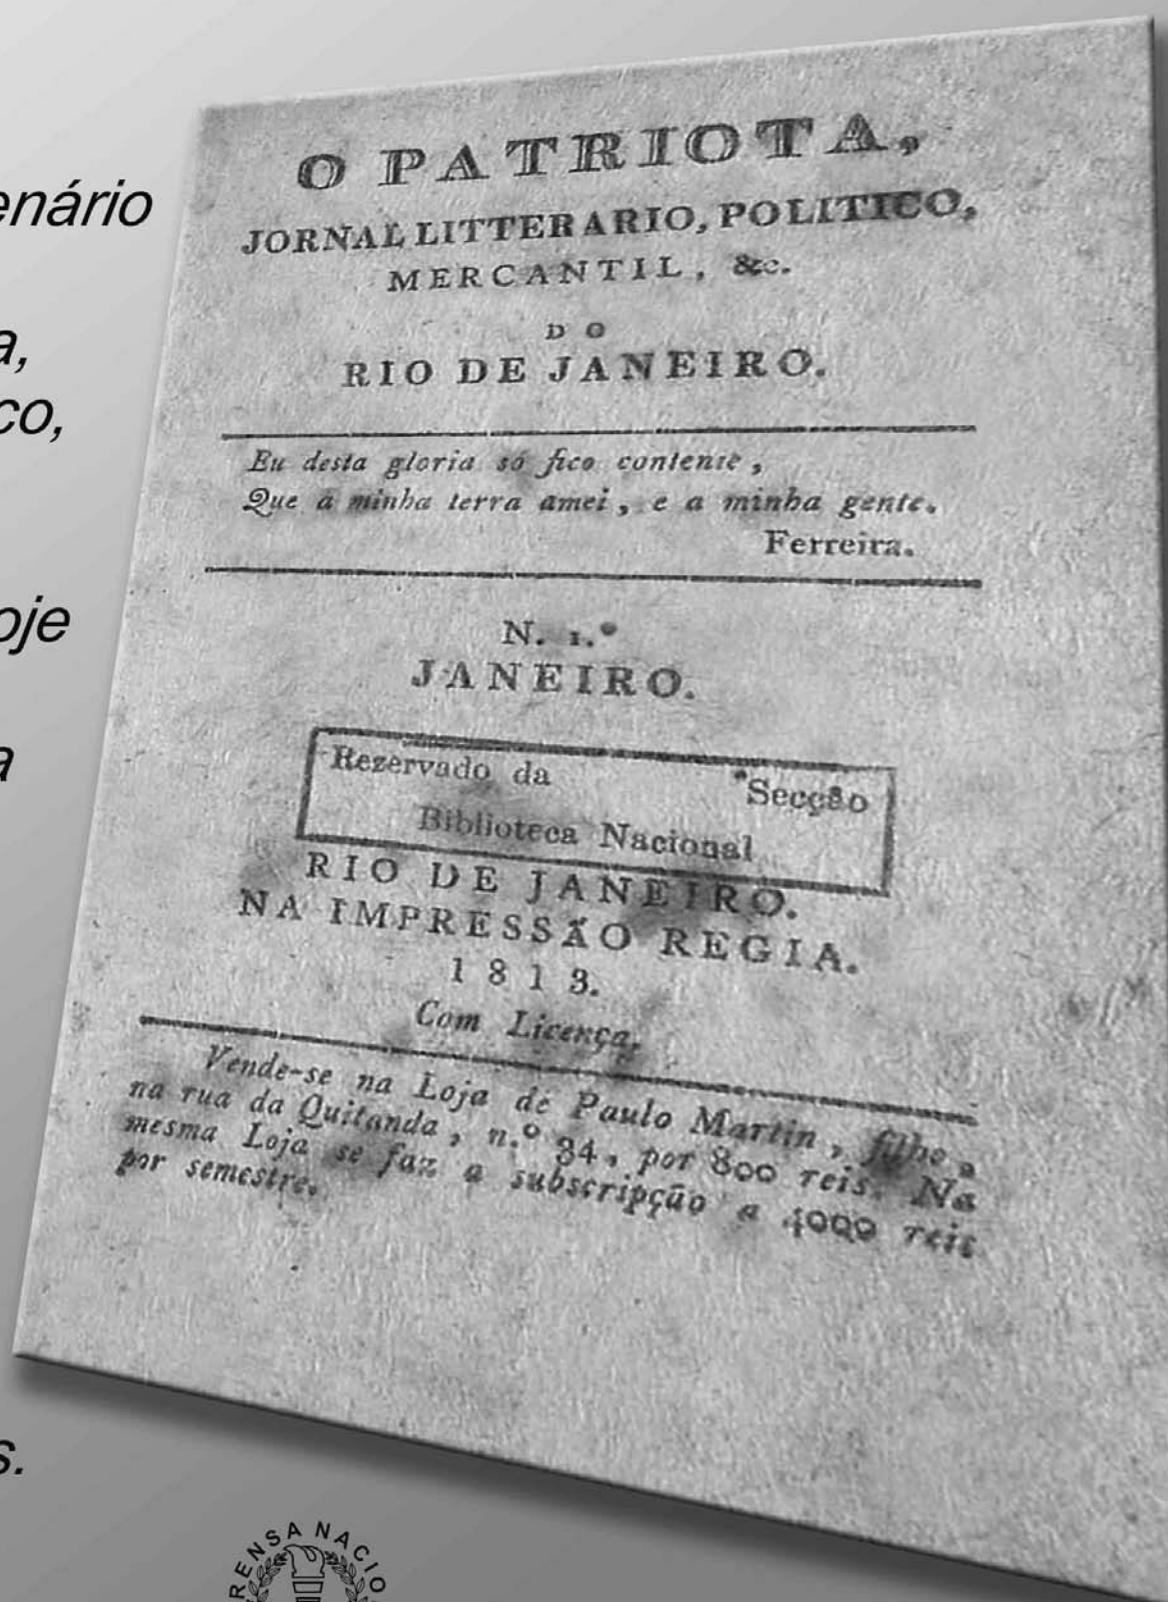 enário
a,
co,
oje
a
s.
O PATRIOTA,
JORNAL LITTERARIO, POLITICO,
MERCANTIL, &c.
DO
RIO DE JANEIRO.
Eu desta gloria só fico contente,
Que a minha terra amei, e a minha gente.
Ferreira.
N. 1.º
JANEIRO.
Rezervado da Secção
Biblioteca Nacional
RIO DE JANEIRO.
NA IMPRESSÃO REGIA.
1813.
Com Licença.
Vende-se na Loja de Paulo Martin, filho,
na rua da Quitanda, n.º 34, por 800 reis. Na
mesma Loja se faz a subscripção a 4000 reis
por semestre.
RENSA NACIO